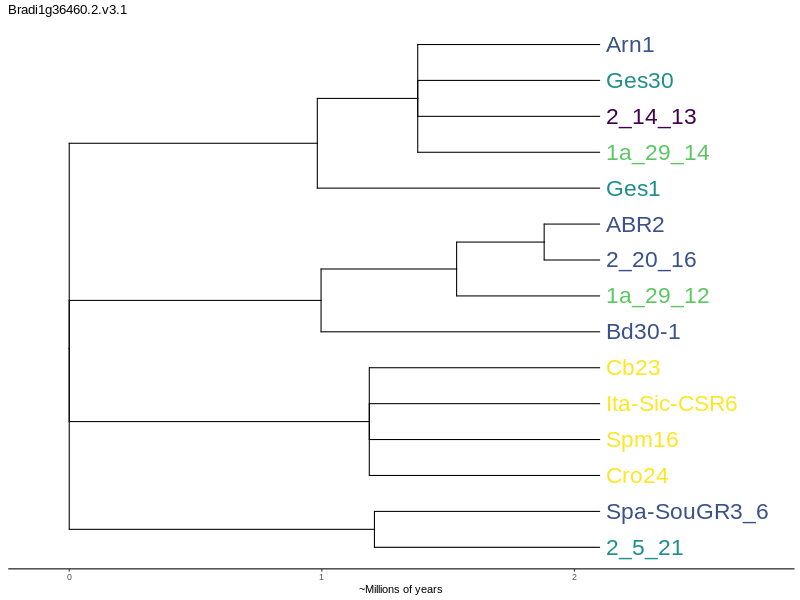 Bradi1g36460.2.v3.1
Arn1
Ges30
2_14_13
1a_29_14
Ges1
ABR2
2_20_16
1a_29_12
Bd30-1
Cb23
Ita-Sic-CSR6
Spm16
Cro24
Spa-SouGR3_6
2_5_21
0 1 2
~Millions of years